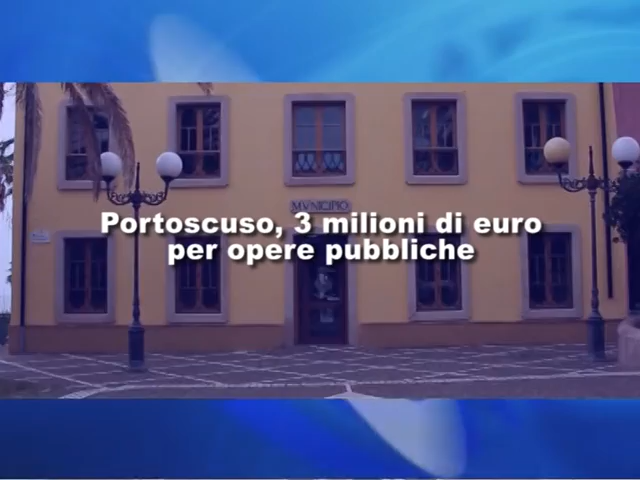 MVNICIPIO
Portoscuso, 3 milioni di euro
per opere pubbliche